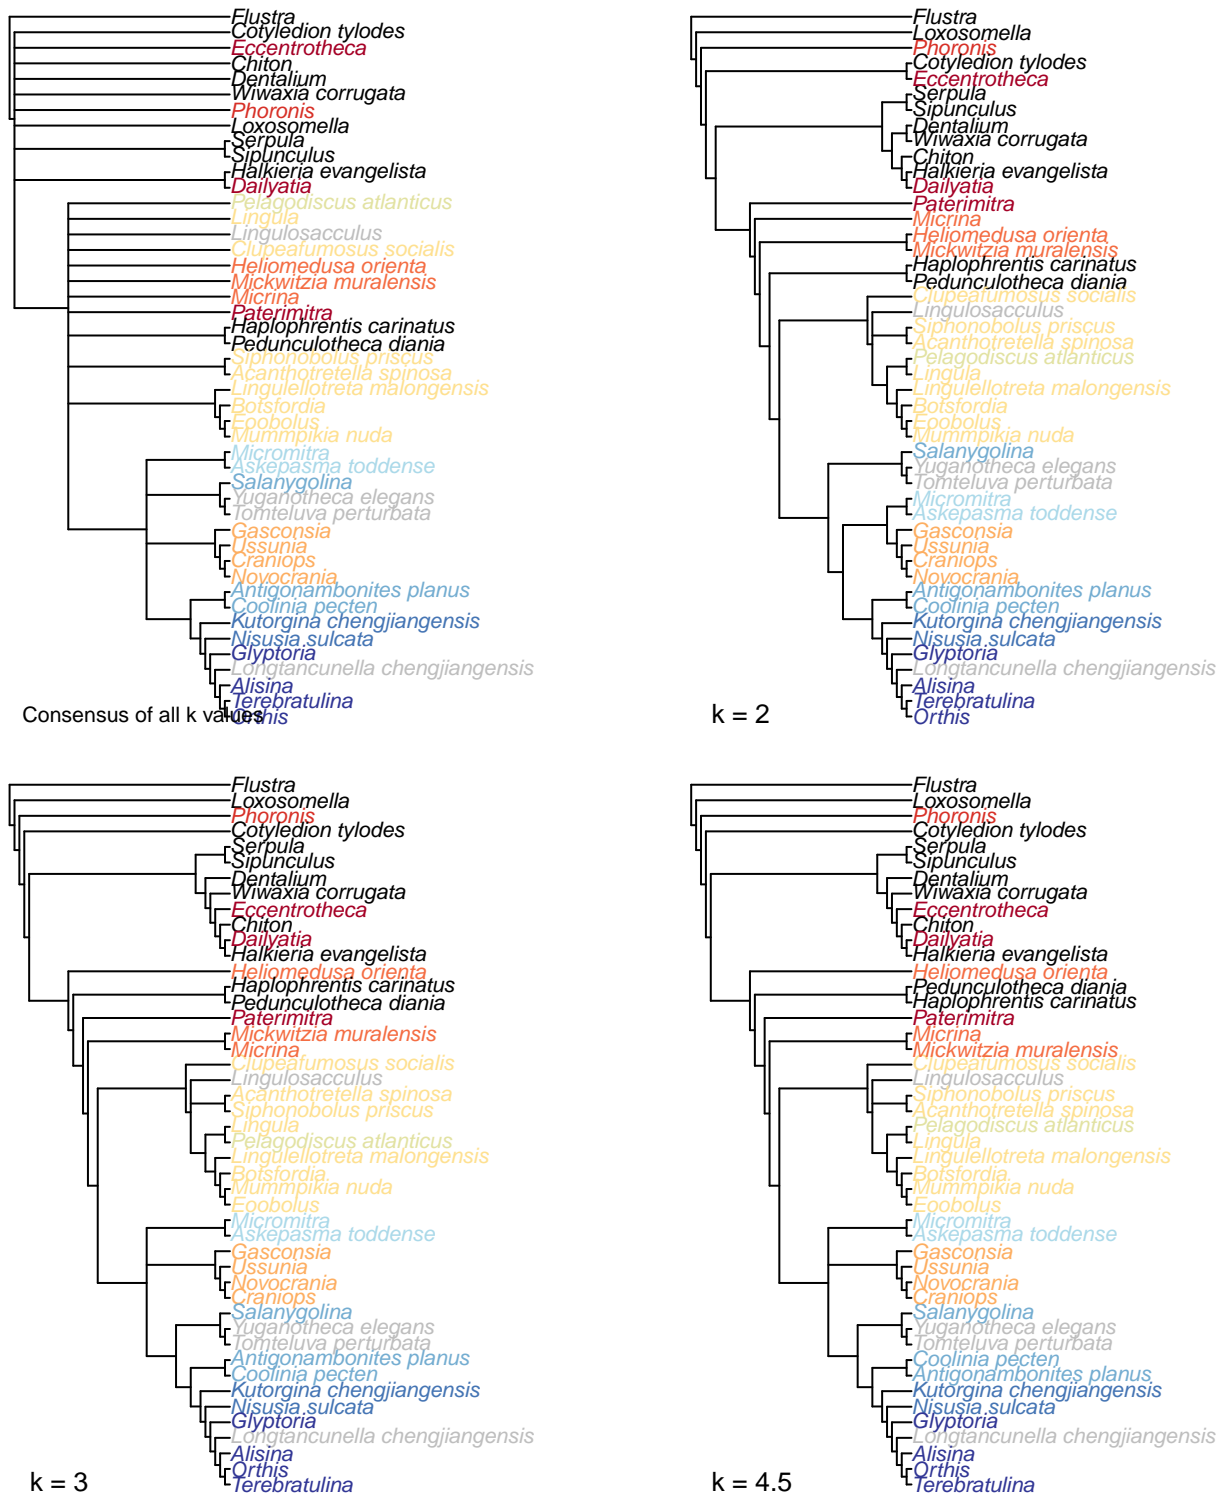 Flustra
Cotyledion tylodes
Eccentrotheca
Chiton
Dentalium
Wiwaxia corrugata
Phoronis
Loxosomella
Serpula
Sipunculus
Halkieria evangelista
Dailyatia
Pelagodiscus atlanticus
Lingula
Lingulosacculus
Clupeafumosus socialis
Heliomedusa orienta
Mickwitzia muralensis
Micrina
Paterimitra
Haplophrentis carinatus
Pedunculotheca diania
Siphonobolus priscus
Acanthotretella spinosa
Lingulellotreta malongensis
Botsfordia
Eoobolus
Mummpikia nuda
Micromitra
Askepasma toddense
Salanygolina
Yuganotheca elegans
Tomteluva perturbata
Gasconsia
Ussunia
Craniops
Novocrania
Antigonambonites planus
Coolinia pecten
Kutorgina chengjiangensis
Nisusia sulcata
Glyptoria
Longtancunella chengjiangensis
Alisina
Terebratulina
Orthis
Consensus of all k values
Flustra
Loxosomella
Phoronis
Cotyledion tylodes
Eccentrotheca
Serpula
Sipunculus
Dentalium
Wiwaxia corrugata
Chiton
Halkieria evangelista
Dailyatia
Paterimitra
Micrina
Heliomedusa orienta
Mickwitzia muralensis
Haplophrentis carinatus
Pedunculotheca diania
Clupeafumosus socialis
Lingulosacculus
Siphonobolus priscus
Acanthotretella spinosa
Pelagodiscus atlanticus
Lingula
Lingulellotreta malongensis
Botsfordia
Eoobolus
Mummpikia nuda
Salanygolina
Yuganotheca elegans
Tomteluva perturbata
Micromitra
Askepasma toddense
Gasconsia
Ussunia
Craniops
Novocrania
Antigonambonites planus
Coolinia pecten
Kutorgina chengjiangensis
Nisusia sulcata
Glyptoria
Longtancunella chengjiangensis
Alisina
Terebratulina
Orthis
k = 2
Flustra
Loxosomella
Phoronis
Cotyledion tylodes
Serpula
Sipunculus
Dentalium
Wiwaxia corrugata
Eccentrotheca
Chiton
Dailyatia
Halkieria evangelista
Heliomedusa orienta
Haplophrentis carinatus
Pedunculotheca diania
Paterimitra
Mickwitzia muralensis
Micrina
Clupeafumosus socialis
Lingulosacculus
Acanthotretella spinosa
Siphonobolus priscus
Lingula
Pelagodiscus atlanticus
Lingulellotreta malongensis
Botsfordia
Mummpikia nuda
Eoobolus
Micromitra
Askepasma toddense
Gasconsia
Ussunia
Novocrania
Craniops
Salanygolina
Yuganotheca elegans
Tomteluva perturbata
Antigonambonites planus
Coolinia pecten
Kutorgina chengjiangensis
Nisusia sulcata
Glyptoria
Longtancunella chengjiangensis
Alisina
Orthis
Terebratulina
k = 3
Flustra
Loxosomella
Phoronis
Cotyledion tylodes
Serpula
Sipunculus
Dentalium
Wiwaxia corrugata
Eccentrotheca
Chiton
Dailyatia
Halkieria evangelista
Heliomedusa orienta
Pedunculotheca diania
Haplophrentis carinatus
Paterimitra
Micrina
Mickwitzia muralensis
Clupeafumosus socialis
Lingulosacculus
Siphonobolus priscus
Acanthotretella spinosa
Pelagodiscus atlanticus
Lingula
Lingulellotreta malongensis
Botsfordia
Mummpikia nuda
Eoobolus
Micromitra
Askepasma toddense
Gasconsia
Ussunia
Novocrania
Craniops
Salanygolina
Yuganotheca elegans
Tomteluva perturbata
Coolinia pecten
Antigonambonites planus
Kutorgina chengjiangensis
Nisusia sulcata
Glyptoria
Longtancunella chengjiangensis
Alisina
Orthis
Terebratulina
k = 4.5